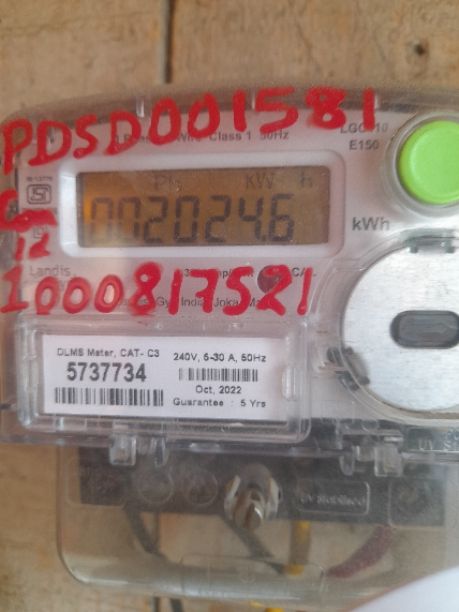 PDSD001581
Class 1 50Hz
E150
kW h
002024.6
kWh
12
Landis
1000817521
DLMS Meter, CAT- C3
5737734
240V, 5-30 A, 50Hz
Oct, 2022
Guarantee : 5 Yrs